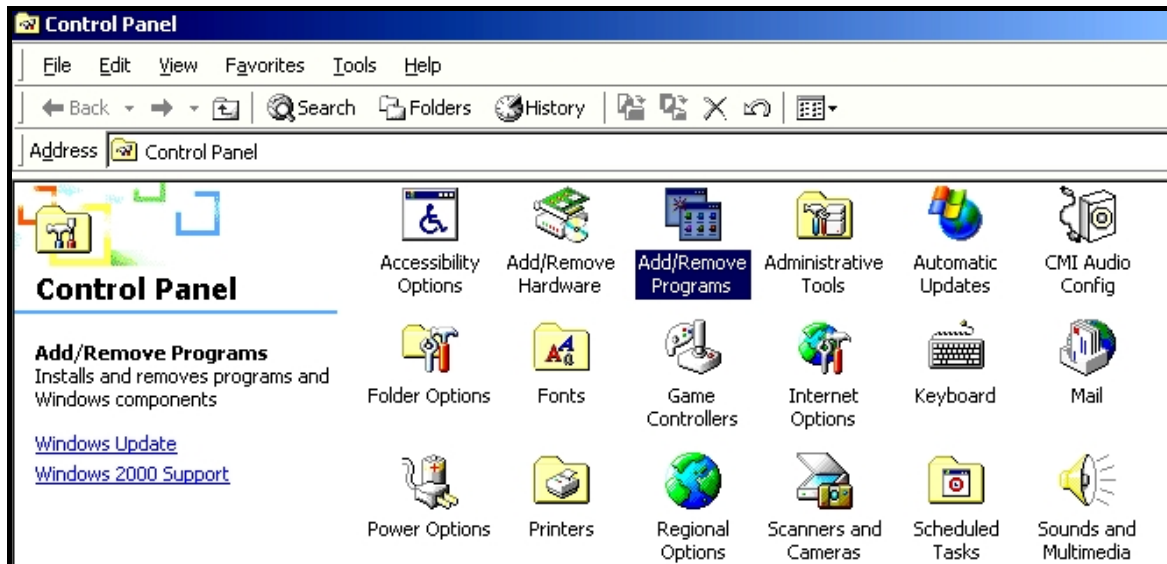 Control Panel
File Edit View Favorites Tools Help
Back Search Folders History
Address Control Panel
Control Panel
Add/Remove Programs
Installs and removes programs and
Windows components
Windows Update
Windows 2000 Support
Accessibility
Options
Add/Remove
Hardware
Add/Remove
Programs
Administrative
Tools
Automatic
Updates
CMI Audio
Config
Folder Options
Fonts
Game
Controllers
Internet
Options
Keyboard
Mail
Power Options
Printers
Regional
Options
Scanners and
Cameras
Scheduled
Tasks
Sounds and
Multimedia